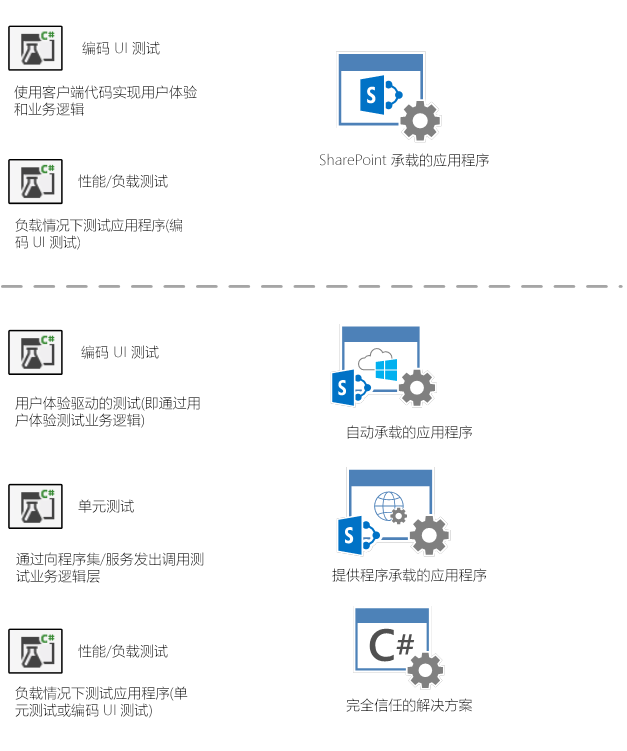 C#
编码 UI 测试
使用客户端代码实现用户体验
和业务逻辑
S
SharePoint 承载的应用程序
C#
性能/负载测试
负载情况下测试应用程序(编
码 UI 测试)
C#
编码 UI 测试
用户体验驱动的测试(即通过用
户体验测试业务逻辑)
S
自动承载的应用程序
C#
单元测试
通过向程序集/服务发出调用测
试业务逻辑层
S
提供程序承载的应用程序
C#
性能/负载测试
负载情况下测试应用程序(单
元测试或编码 UI 测试)
C#
完全信任的解决方案